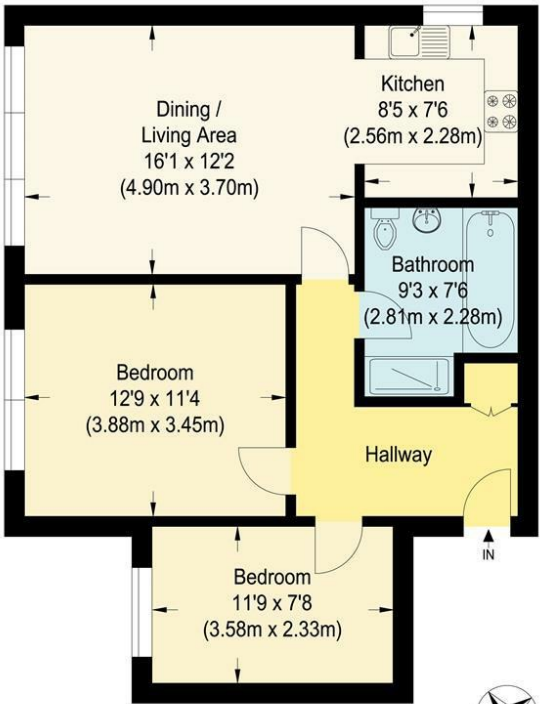 Kitchen
8'5 x 7'6
(2.56m x 2.28m)
Dining /
Living Area
16'1 x 12'2
(4.90m x 3.70m)
Bathroom
9'3 x 7'6
(2.81m x 2.28m)
Bedroom
12'9 x 11'4
(3.88m x 3.45m)
Hallway
IN
Bedroom
11'9 x 7'8
(3.58m x 2.33m)